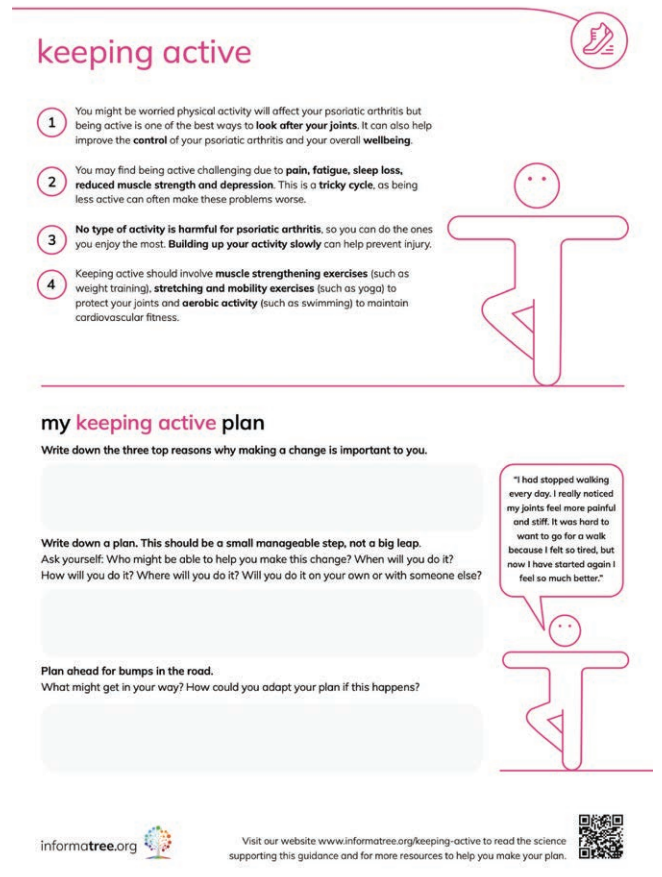 keeping active
1
You might be worried physical activity will affect your psoriatic arthritis but
being active is one of the best ways to look after your joints. It can also help
improve the control of your psoriatic arthritis and your overall wellbeing.
2
You may find being active challenging due to pain, fatigue, sleep loss,
reduced muscle strength and depression. This is a tricky cycle, as being
less active can often make these problems worse.
3
No type of activity is harmful for psoriatic arthritis, so you can do the ones
you enjoy the most. Building up your activity slowly can help prevent injury.
4
Keeping active should involve muscle strengthening exercises (such as
weight training), stretching and mobility exercises (such as yoga) to
protect your joints and aerobic activity (such as swimming) to maintain
cardiovascular fitness.
my keeping active plan
Write down the three top reasons why making a change is important to you.
"I had stopped walking
every day. I really noticed
my joints feel more painful
and stiff. It was hard to
want to go for a walk
because I felt so tired, but
now I have started again I
feel so much better."
Write down a plan. This should be a small manageable step, not a big leap.
Ask yourself: Who might be able to help you make this change? When will you do it?
How will you do it? Where will you do it? Will you do it on your own or with someone else?
Plan ahead for bumps in the road.
What might get in your way? How could you adapt your plan if this happens?
informatree.org
Visit our website www.informatree.org/keeping-active to read the science
supporting this guidance and for more resources to help you make your plan.